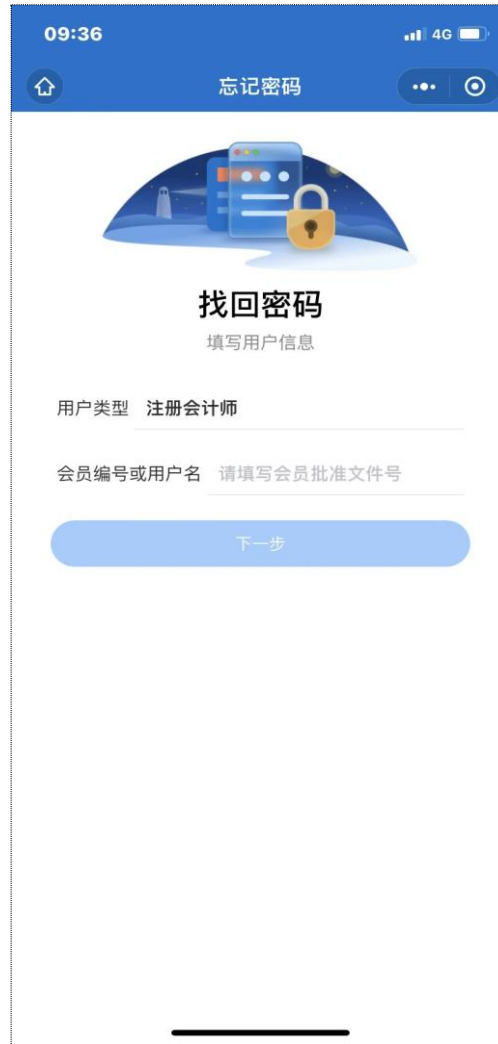 09:36
4G
忘记密码
找回密码
填写用户信息
用户类型 注册会计师
会员编号或用户名 请填写会员批准文件号
下一步